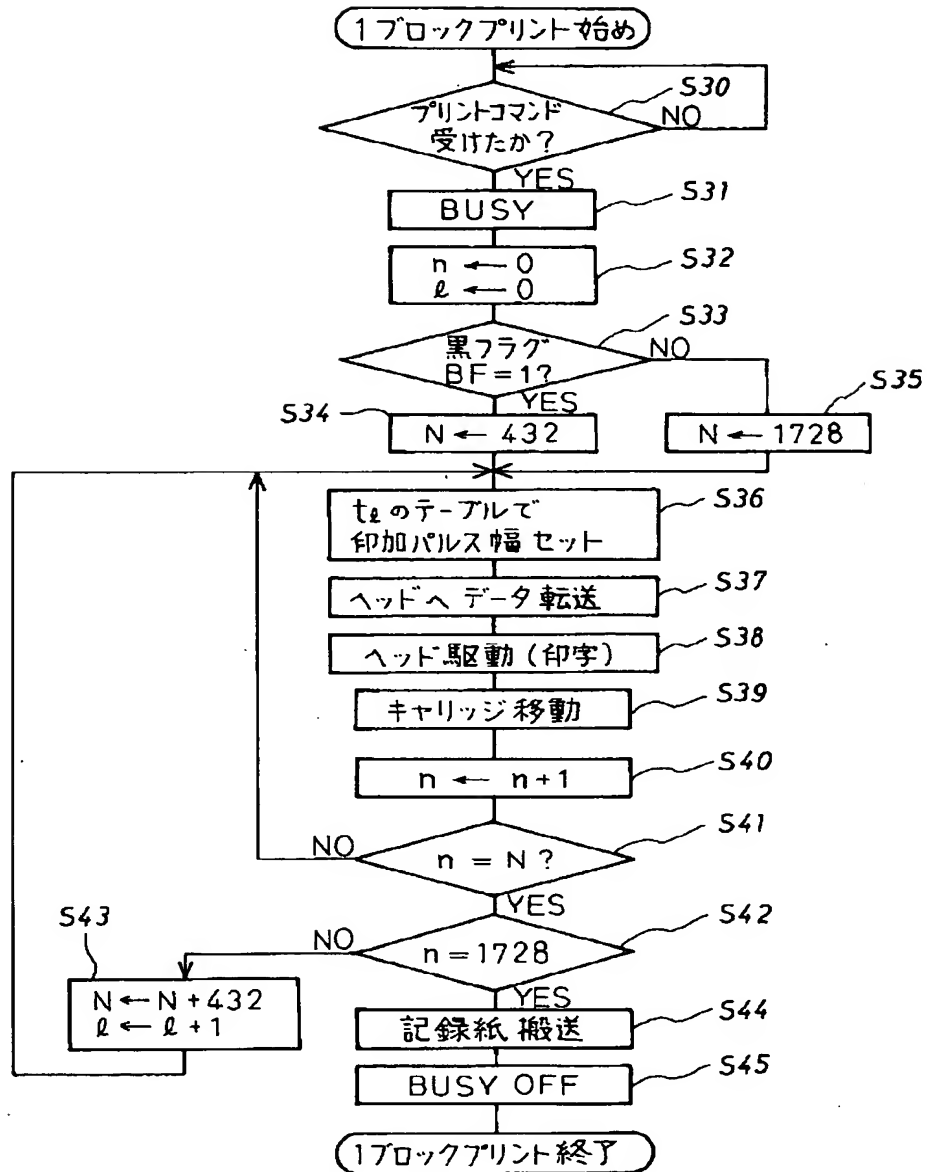 1ブロックプリント始め
S30
プリントコマンド
受けたか?
NO
YES
S31
BUSY
S32
n ← 0
ℓ ← 0
S33
黒フラグ
BF=1?
NO
YES
S34
N ← 432
S35
N ← 1728
S36
tℓのテーブルで
印加パルス幅セット
S37
ヘッドへデータ転送
S38
ヘッド駆動(印字)
S39
キャリッジ移動
S40
n ← n+1
S41
n = N ?
NO
YES
S42
n=1728
NO
YES
S43
N ← N+432
ℓ ← ℓ+1
S44
記録紙搬送
S45
BUSY OFF
1ブロックプリント終了